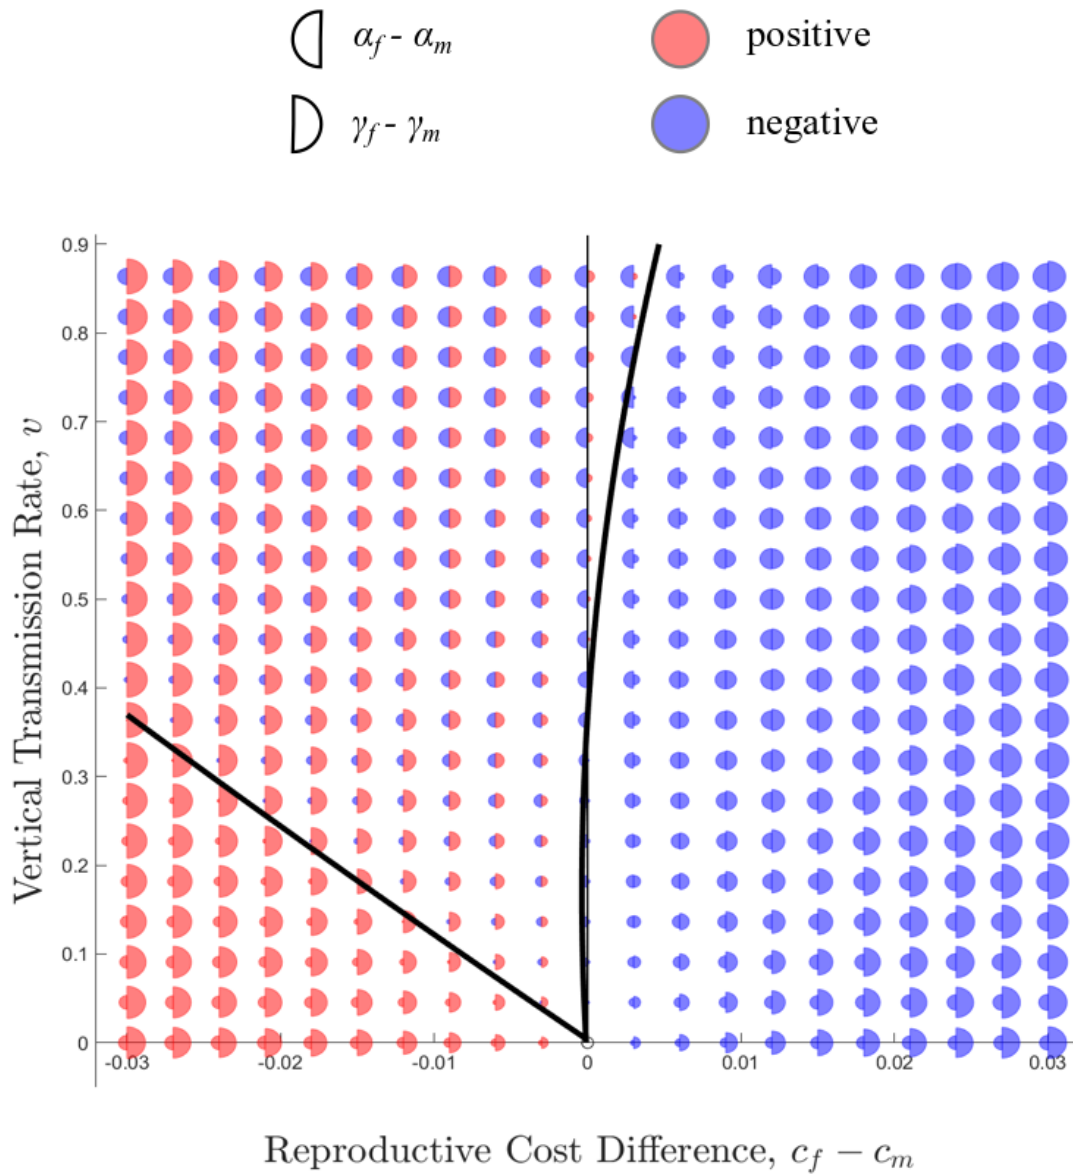 α_f - α_m positive
γ_f - γ_m negative
0.9
0.8
0.7
0.6
0.5
0.4
0.3
0.2
0.1
0
-0.03 -0.02 -0.01 0 0.01 0.02 0.03
Vertical Transmission Rate, v
Reproductive Cost Difference, c_f − c_m